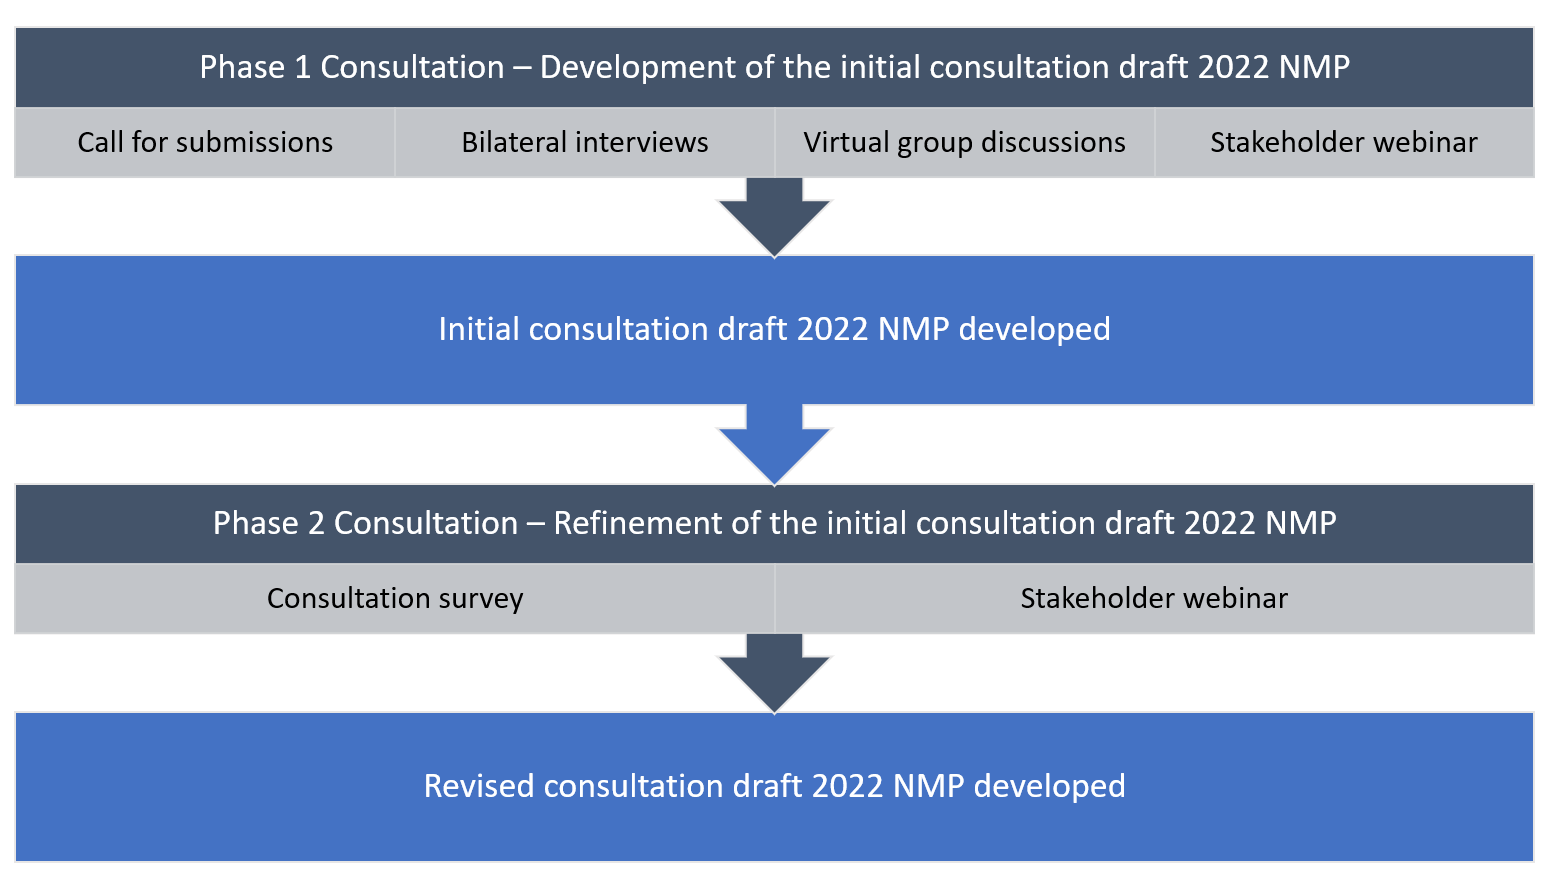 Phase 1 Consultation – Development of the initial consultation draft 2022 NMP
Call for submissions
Bilateral interviews
Virtual group discussions
Stakeholder webinar
Initial consultation draft 2022 NMP developed
Phase 2 Consultation – Refinement of the initial consultation draft 2022 NMP
Consultation survey
Stakeholder webinar
Revised consultation draft 2022 NMP developed